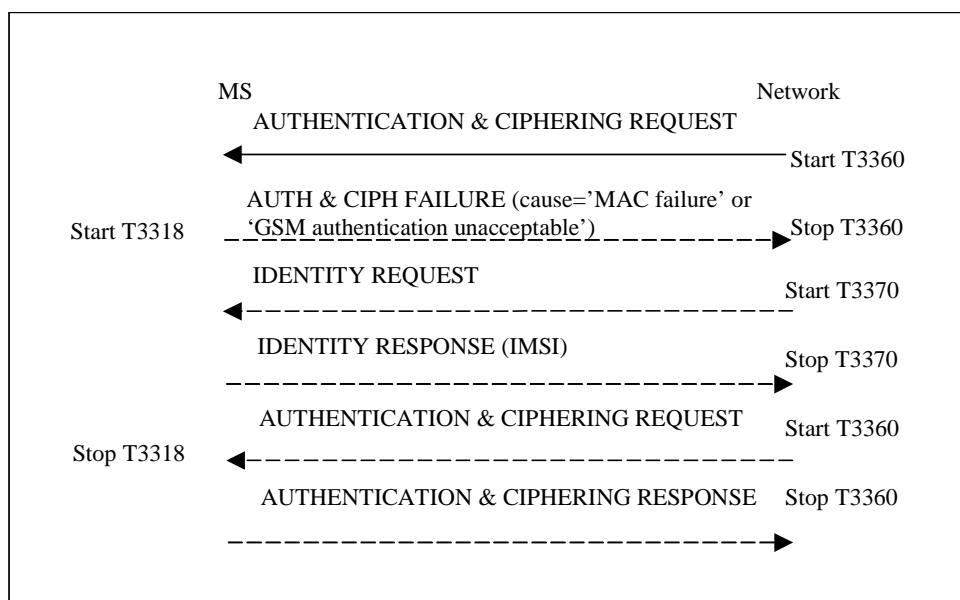 MS Network
AUTHENTICATION & CIPHERING REQUEST
Start T3360
AUTH & CIPH FAILURE (cause=’MAC failure’ or
‘GSM authentication unacceptable’)
Start T3318
Stop T3360
IDENTITY REQUEST
Start T3370
IDENTITY RESPONSE (IMSI)
Stop T3370
AUTHENTICATION & CIPHERING REQUEST
Start T3360
Stop T3318
AUTHENTICATION & CIPHERING RESPONSE
Stop T3360